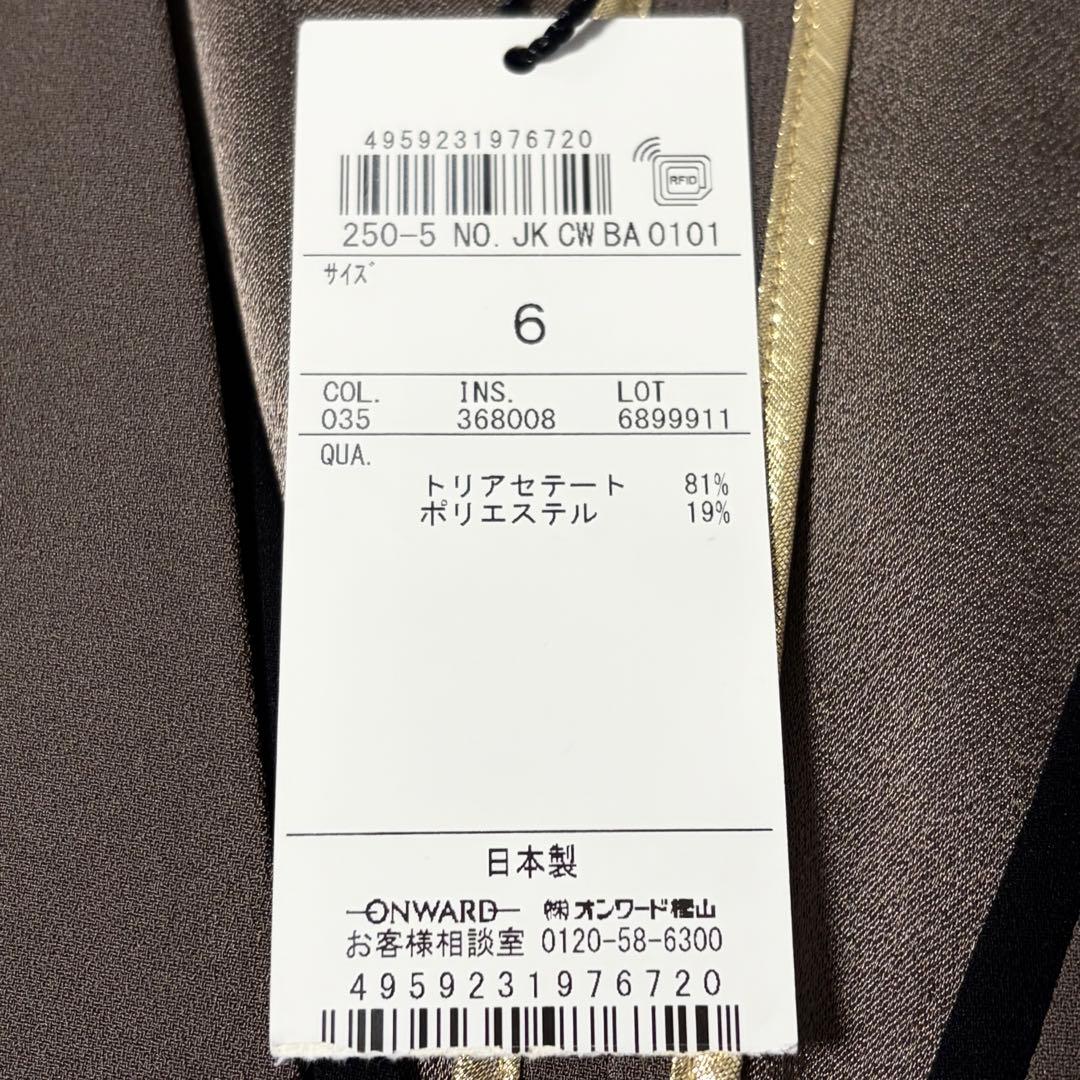 4959231976720
RFID
250-5 NO. JK CW BA 0101
サイズ
6
COL. INS. LOT
035 368008 6899911
QUA.
トリアセテート 81%
ポリエステル 19%
日本製
ONWARD ㈱オンワード樫山
お客様相談室 0120-58-6300
4959231976720